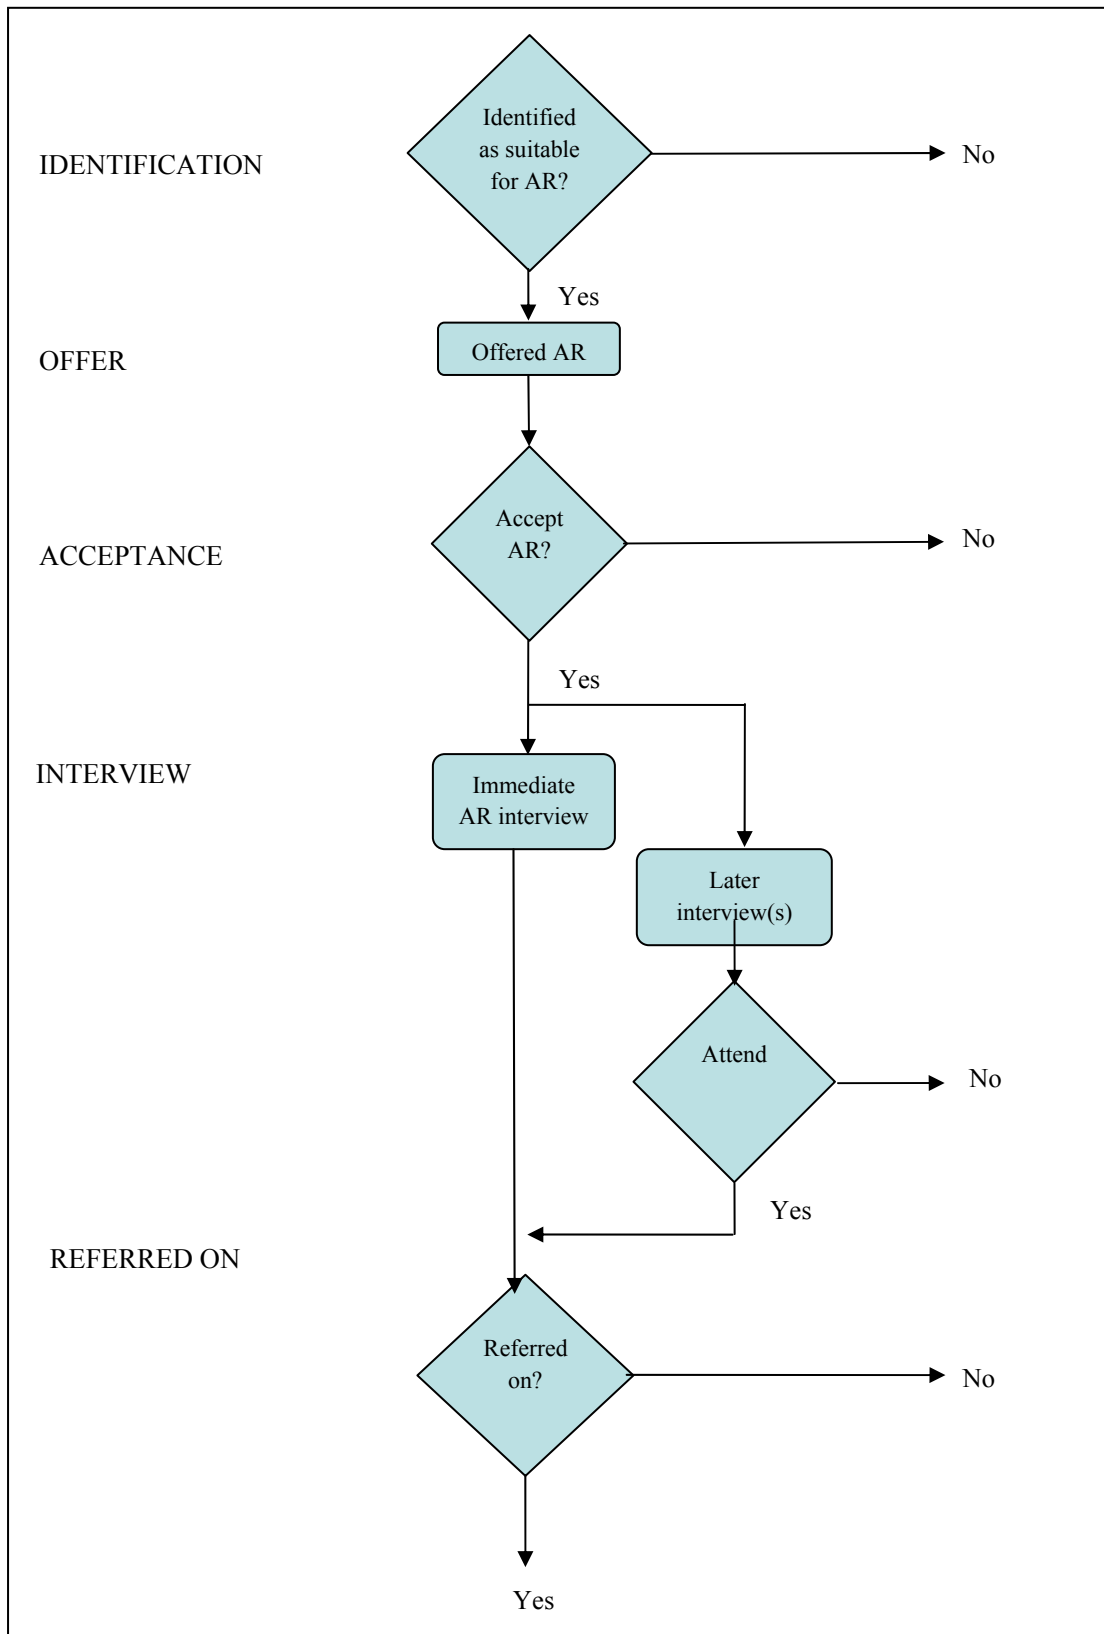 IDENTIFICATION
Identified
as suitable
for AR?
No
Yes
OFFER
Offered AR
ACCEPTANCE
Accept
AR?
No
Yes
INTERVIEW
Immediate
AR interview
Later
interview(s)
Attend
No
Yes
REFERRED ON
Referred
on?
No
Yes